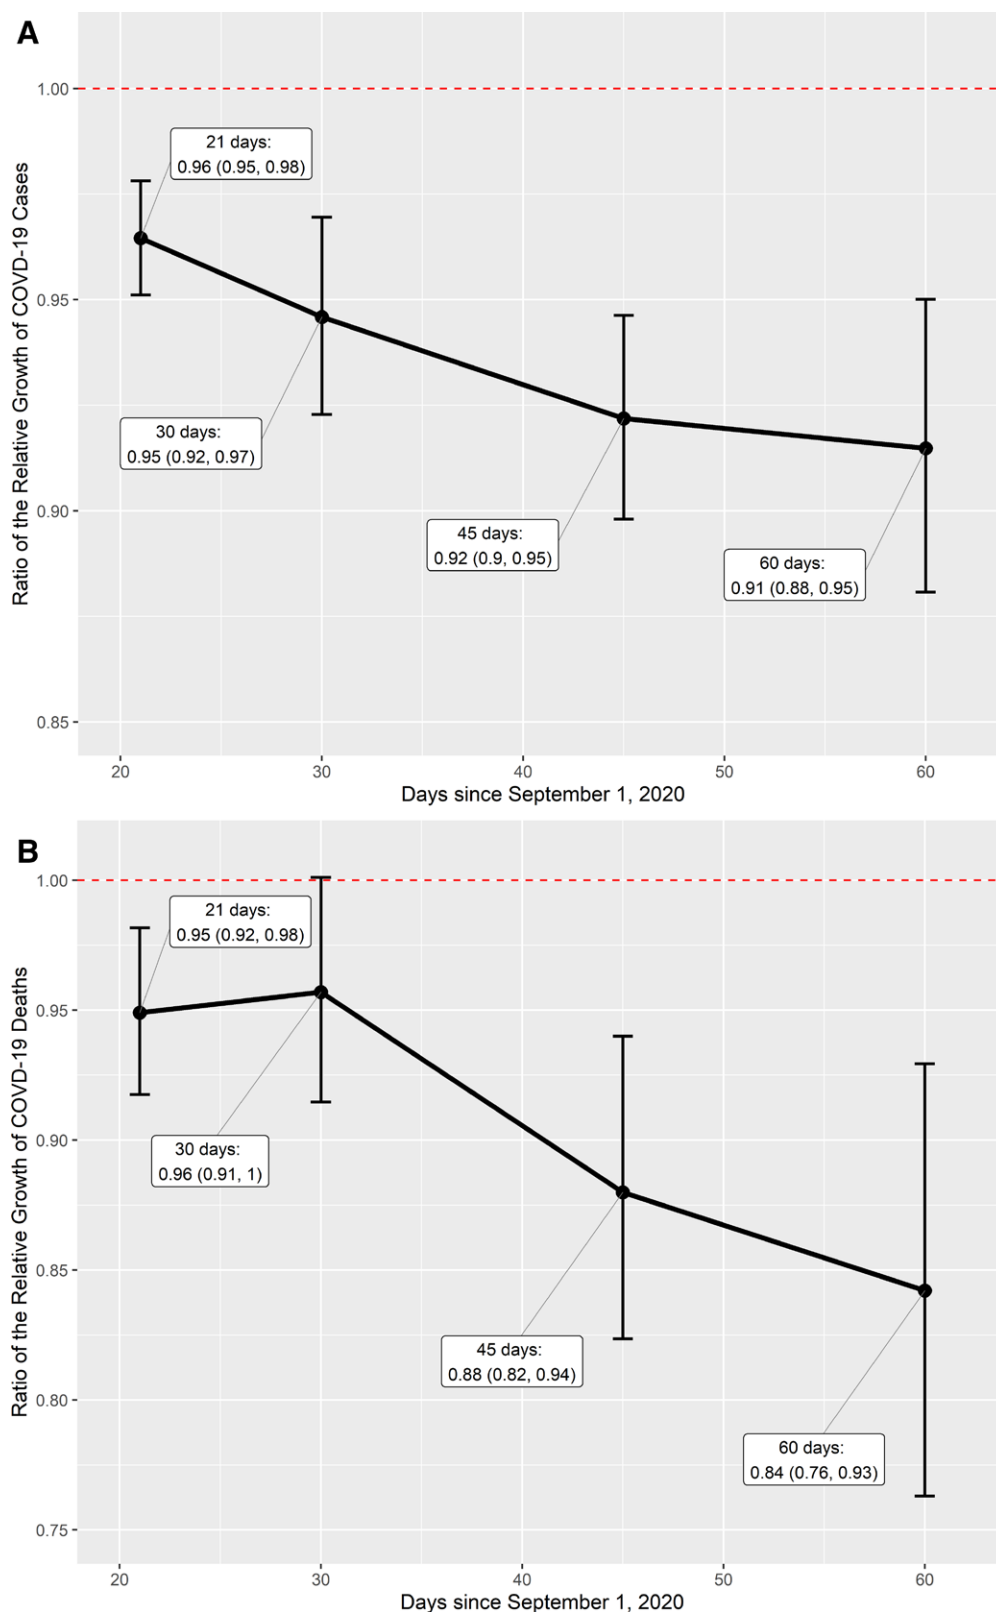 A
Ratio of the Relative Growth of COVD-19 Cases
1.00
0.95
0.90
0.85
21 days:
0.96 (0.95, 0.98)
30 days:
0.95 (0.92, 0.97)
45 days:
0.92 (0.9, 0.95)
60 days:
0.91 (0.88, 0.95)
20
30
40
50
60
Days since September 1, 2020
B
Ratio of the Relative Growth of COVD-19 Deaths
1.00
0.95
0.90
0.85
0.80
0.75
21 days:
0.95 (0.92, 0.98)
30 days:
0.96 (0.91, 1)
45 days:
0.88 (0.82, 0.94)
60 days:
0.84 (0.76, 0.93)
20
30
40
50
60
Days since September 1, 2020